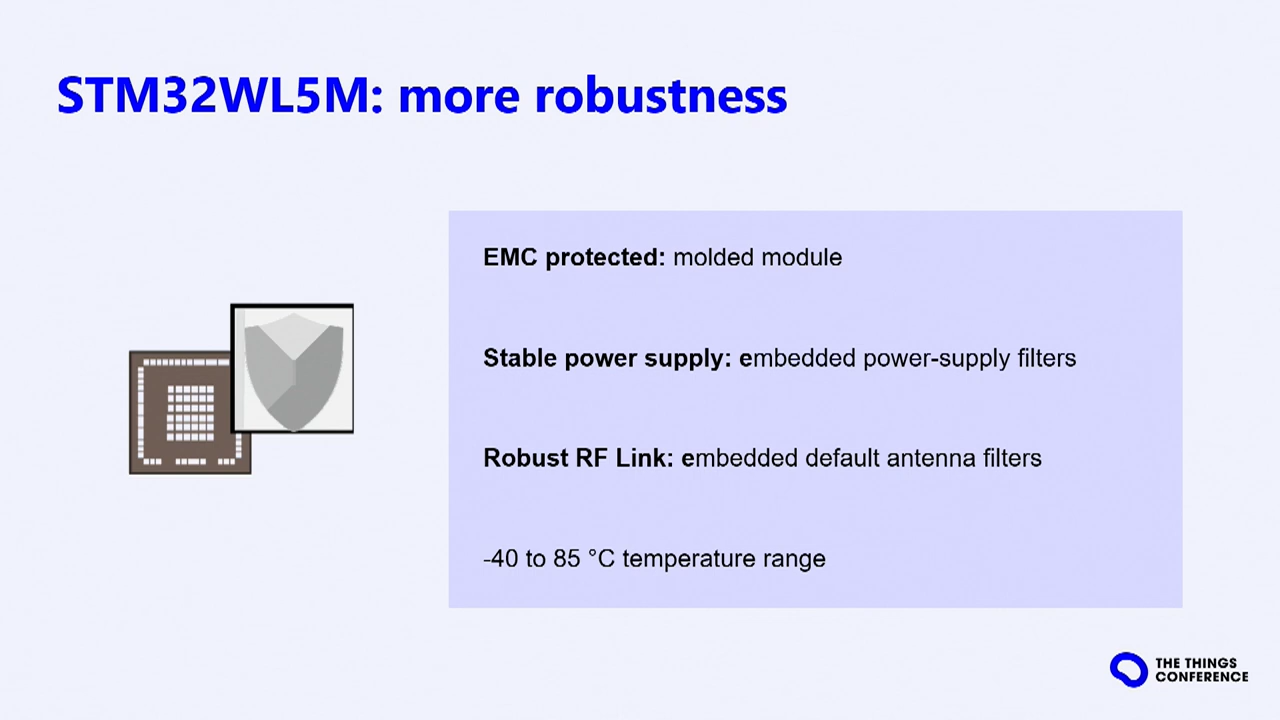 STM32WL5M: more robustness
EMC protected: molded module
Stable power supply: embedded power-supply filters
Robust RF Link: embedded default antenna filters
-40 to 85 °C temperature range
THE THINGS
CONFERENCE